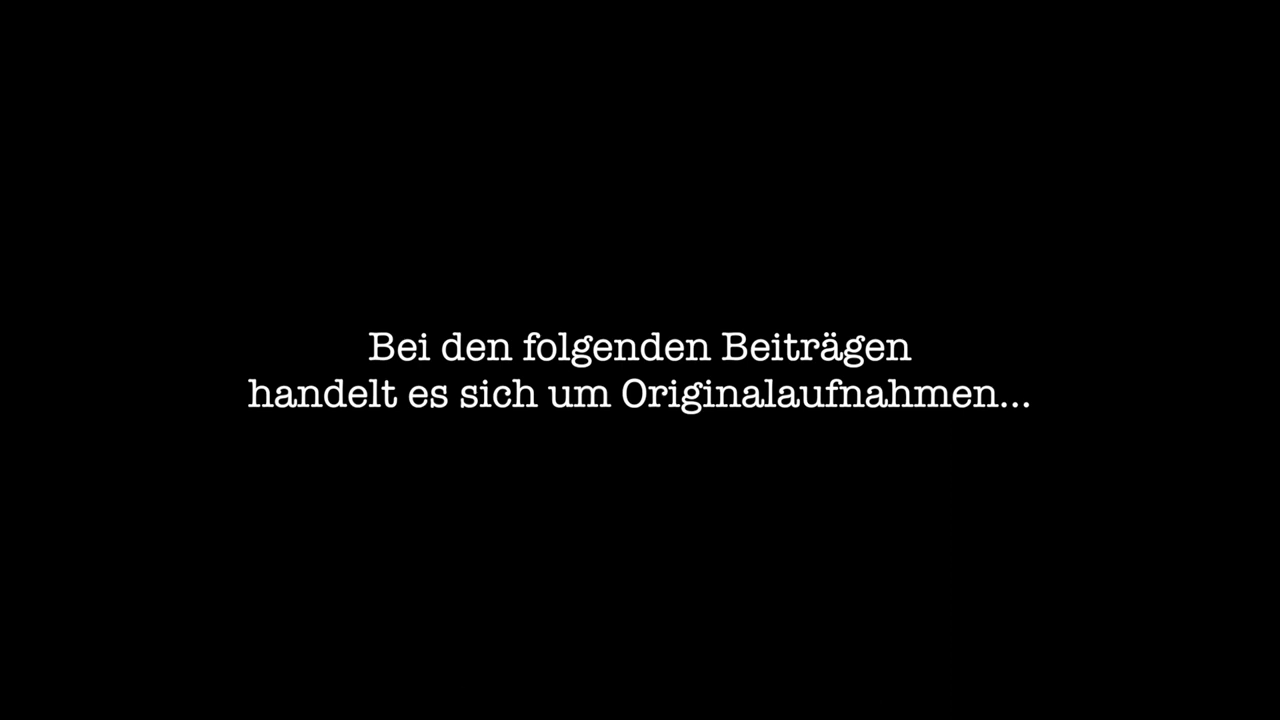 Bei den folgenden Beiträgen
handelt es sich um Originalaufnahmen...